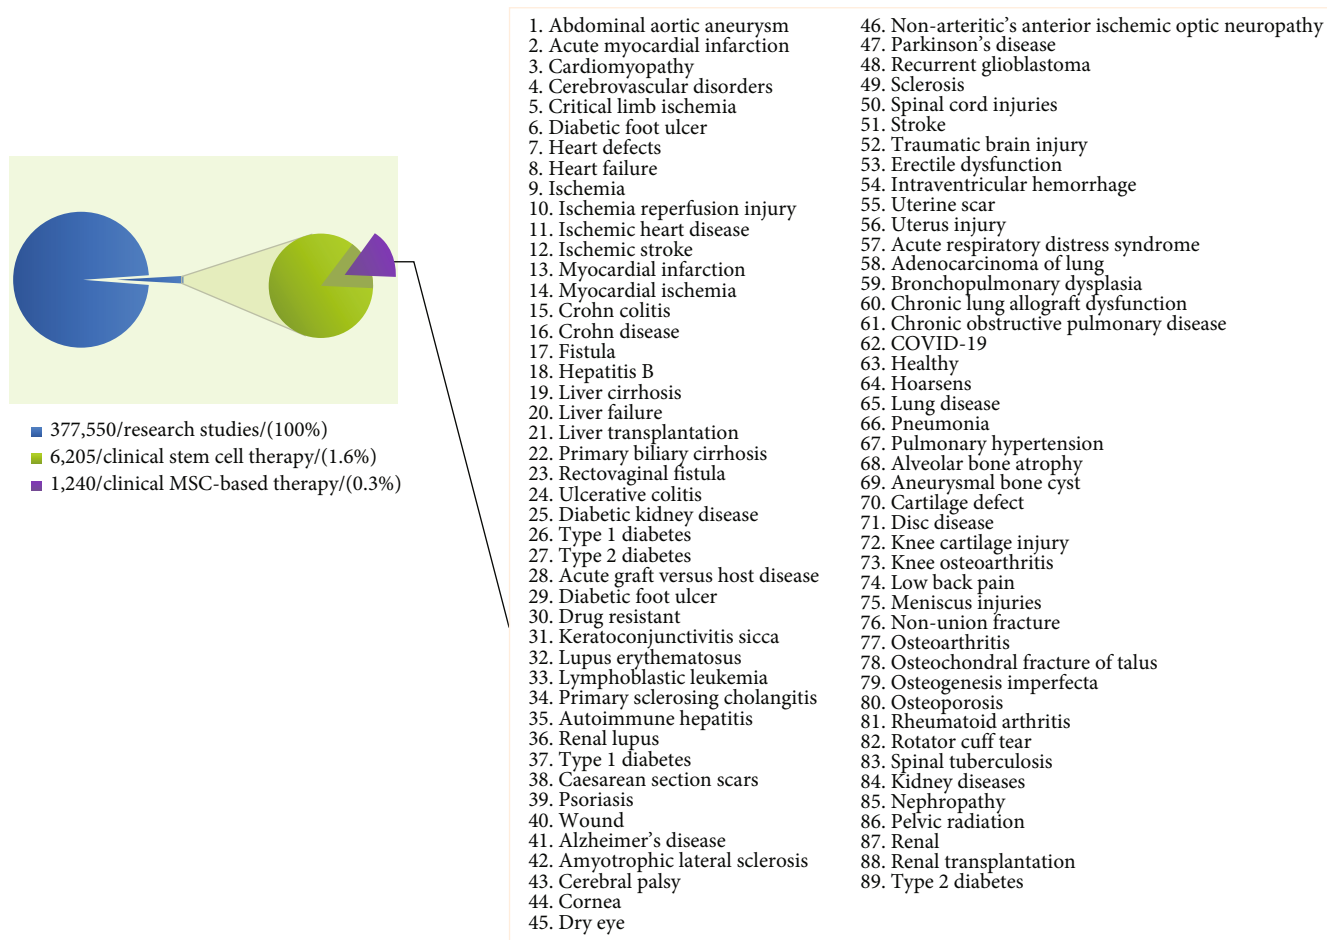 377,550/research studies/(100%)
6,205/clinical stem cell therapy/(1.6%)
1,240/clinical MSC-based therapy/(0.3%)
1. Abdominal aortic aneurysm
2. Acute myocardial infarction
3. Cardiomyopathy
4. Cerebrovascular disorders
5. Critical limb ischemia
6. Diabetic foot ulcer
7. Heart defects
8. Heart failure
9. Ischemia
10. Ischemia reperfusion injury
11. Ischemic heart disease
12. Ischemic stroke
13. Myocardial infarction
14. Myocardial ischemia
15. Crohn colitis
16. Crohn disease
17. Fistula
18. Hepatitis B
19. Liver cirrhosis
20. Liver failure
21. Liver transplantation
22. Primary biliary cirrhosis
23. Rectovaginal fistula
24. Ulcerative colitis
25. Diabetic kidney disease
26. Type 1 diabetes
27. Type 2 diabetes
28. Acute graft versus host disease
29. Diabetic foot ulcer
30. Drug resistant
31. Keratoconjunctivitis sicca
32. Lupus erythematosus
33. Lymphoblastic leukemia
34. Primary sclerosing cholangitis
35. Autoimmune hepatitis
36. Renal lupus
37. Type 1 diabetes
38. Caesarean section scars
39. Psoriasis
40. Wound
41. Alzheimer's disease
42. Amyotrophic lateral sclerosis
43. Cerebral palsy
44. Cornea
45. Dry eye
46. Non-arteritic's anterior ischemic optic neuropathy
47. Parkinson's disease
48. Recurrent glioblastoma
49. Sclerosis
50. Spinal cord injuries
51. Stroke
52. Traumatic brain injury
53. Erectile dysfunction
54. Intraventricular hemorrhage
55. Uterine scar
56. Uterus injury
57. Acute respiratory distress syndrome
58. Adenocarcinoma of lung
59. Bronchopulmonary dysplasia
60. Chronic lung allograft dysfunction
61. Chronic obstructive pulmonary disease
62. COVID-19
63. Healthy
64. Hoarsens
65. Lung disease
66. Pneumonia
67. Pulmonary hypertension
68. Alveolar bone atrophy
69. Aneurysmal bone cyst
70. Cartilage defect
71. Disc disease
72. Knee cartilage injury
73. Knee osteoarthritis
74. Low back pain
75. Meniscus injuries
76. Non-union fracture
77. Osteoarthritis
78. Osteochondral fracture of talus
79. Osteogenesis imperfecta
80. Osteoporosis
81. Rheumatoid arthritis
82. Rotator cuff tear
83. Spinal tuberculosis
84. Kidney diseases
85. Nephropathy
86. Pelvic radiation
87. Renal
88. Renal transplantation
89. Type 2 diabetes